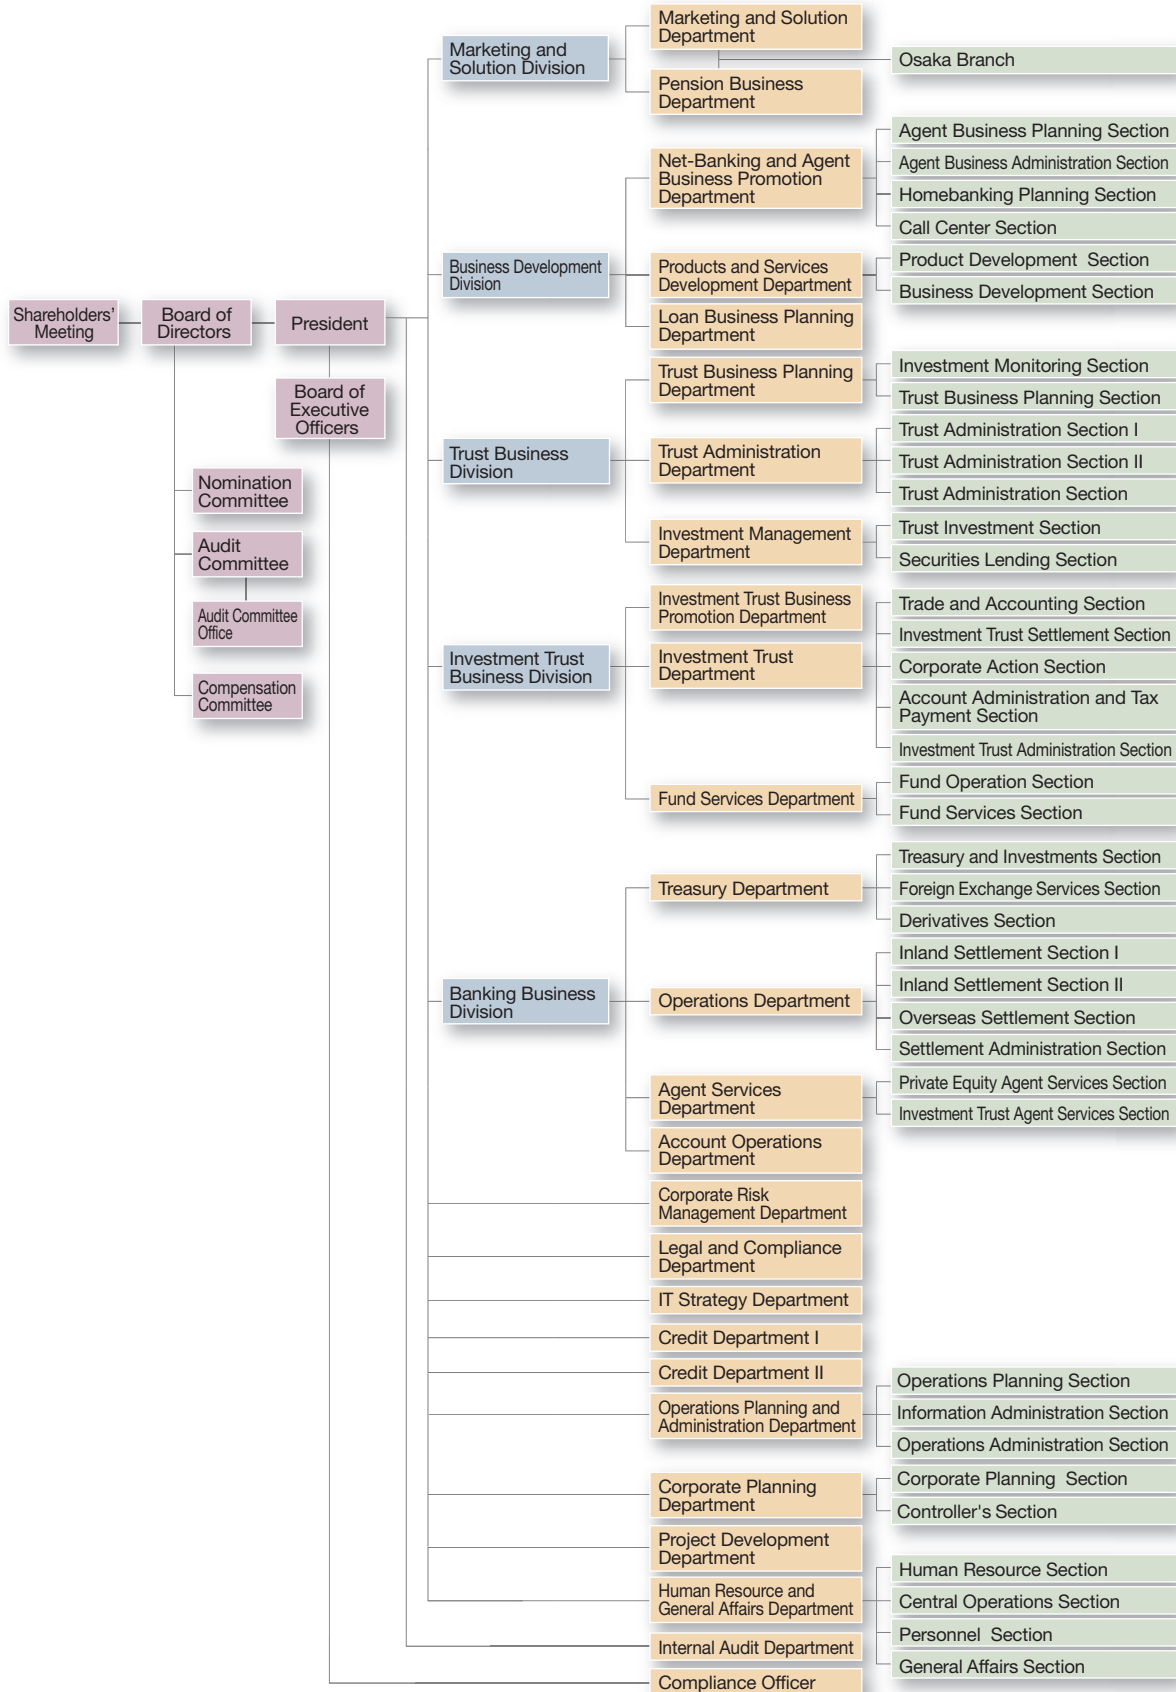 Shareholders'
Meeting
Board of
Directors
President
Board of
Executive
Officers
Nomination
Committee
Audit
Committee
Audit Committee
Office
Compensation
Committee
Marketing and
Solution Division
Marketing and Solution
Department
Osaka Branch
Pension Business
Department
Business Development
Division
Net-Banking and Agent
Business Promotion
Department
Agent Business Planning Section
Agent Business Administration Section
Homebanking Planning Section
Call Center Section
Products and Services
Development Department
Product Development Section
Business Development Section
Loan Business Planning
Department
Trust Business
Division
Trust Business Planning
Department
Investment Monitoring Section
Trust Business Planning Section
Trust Administration
Department
Trust Administration Section I
Trust Administration Section II
Trust Administration Section
Investment Management
Department
Trust Investment Section
Securities Lending Section
Investment Trust
Business Division
Investment Trust Business
Promotion Department
Investment Trust
Department
Trade and Accounting Section
Investment Trust Settlement Section
Corporate Action Section
Account Administration and Tax
Payment Section
Investment Trust Administration Section
Fund Services Department
Fund Operation Section
Fund Services Section
Banking Business
Division
Treasury Department
Treasury and Investments Section
Foreign Exchange Services Section
Derivatives Section
Operations Department
Inland Settlement Section I
Inland Settlement Section II
Overseas Settlement Section
Settlement Administration Section
Agent Services
Department
Private Equity Agent Services Section
Investment Trust Agent Services Section
Account Operations
Department
Corporate Risk
Management Department
Legal and Compliance
Department
IT Strategy Department
Credit Department I
Credit Department II
Operations Planning and
Administration Department
Operations Planning Section
Information Administration Section
Operations Administration Section
Corporate Planning
Department
Corporate Planning Section
Controller's Section
Project Development
Department
Human Resource and
General Affairs Department
Human Resource Section
Central Operations Section
Personnel Section
General Affairs Section
Internal Audit Department
Compliance Officer